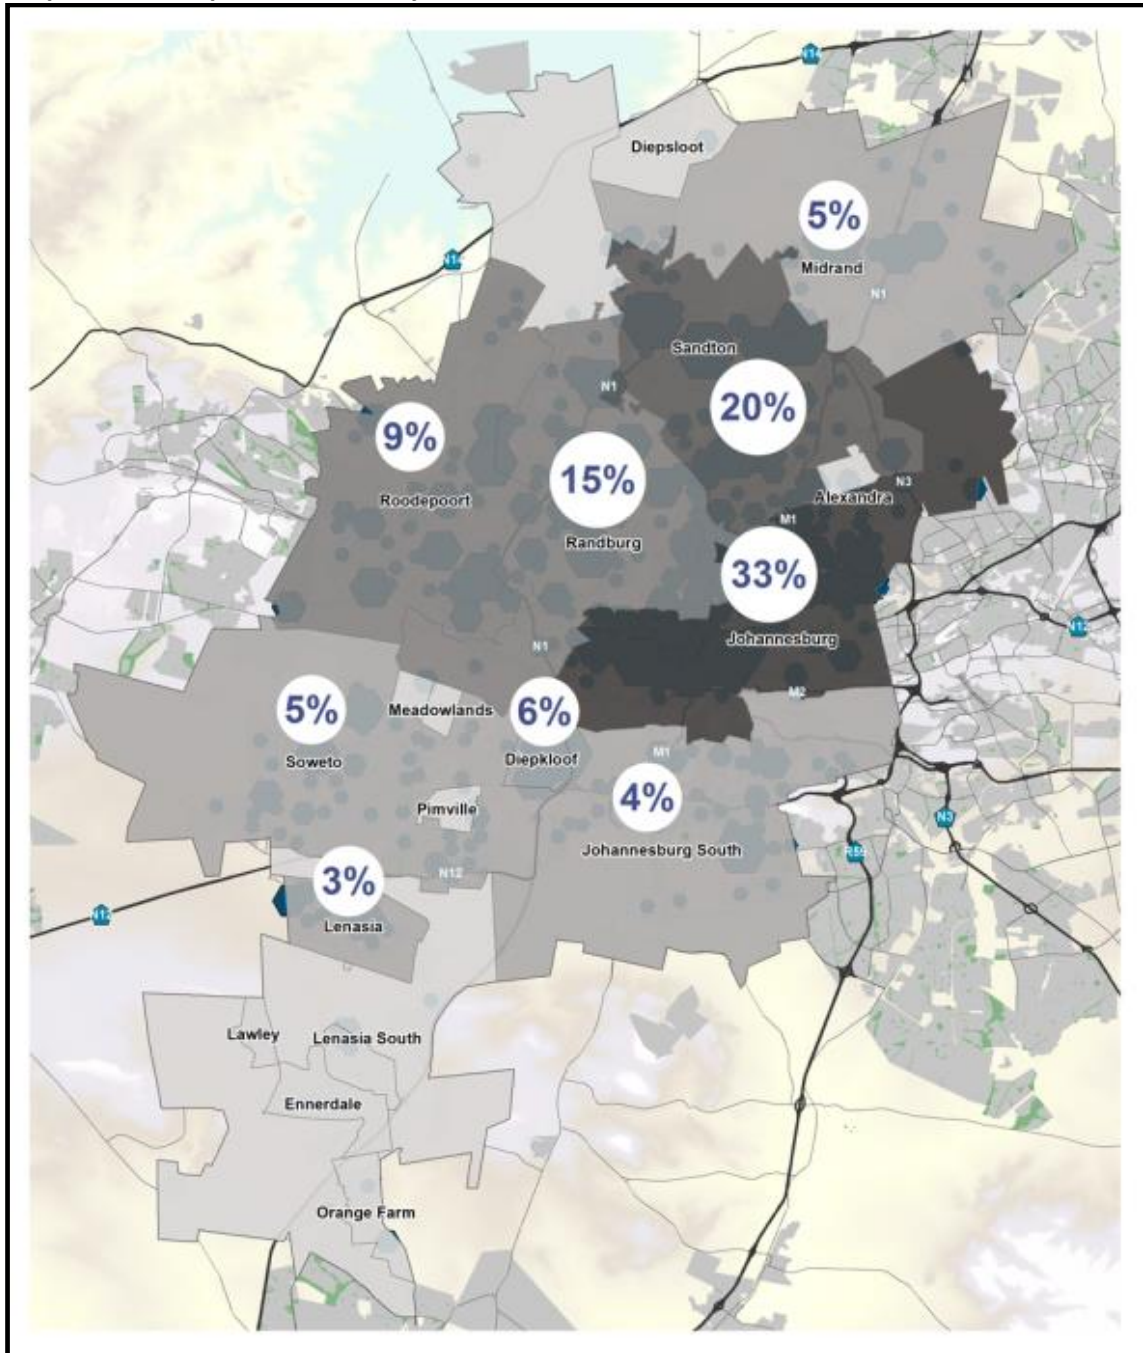 N14
Diepsloot
5%
Midrand
N14
N1
Sandton
N1
20%
9%
15%
Roodepoort
N3
Alexandra
M1
Randburg
33%
N12
Johannesburg
N1
M2
5%
Meadowlands
6%
Soweto
Diepkloof
M1
4%
Pimville
N3
Johannesburg South
R59
N12
3%
N12
Lenasia
Lawley
Lenasia South
Ennerdale
Orange Farm